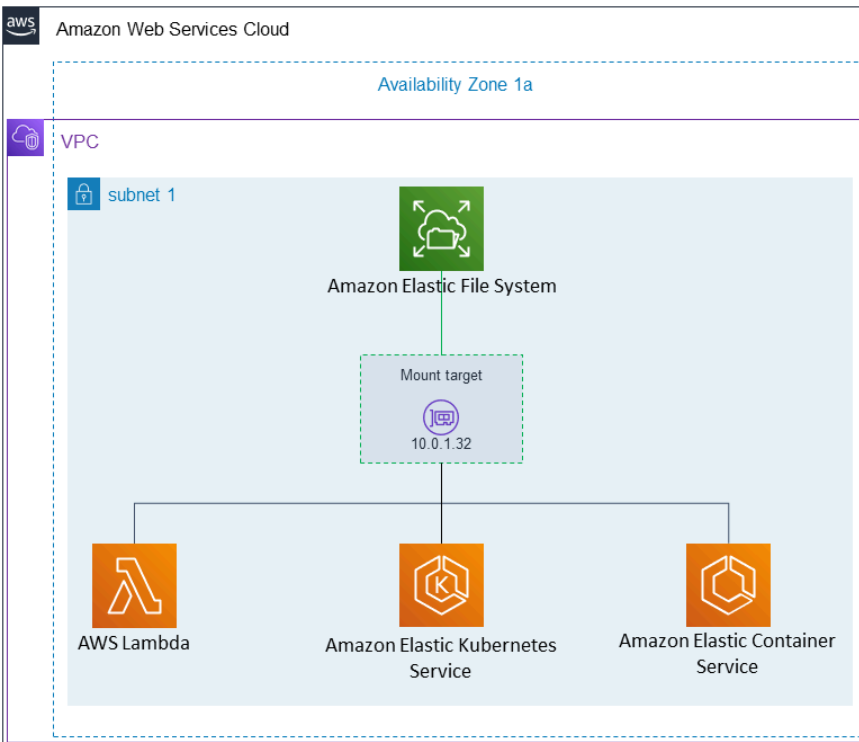 aws
Amazon Web Services Cloud
Availability Zone 1a
VPC
subnet 1
Amazon Elastic File System
Mount target
10.0.1.32
AWS Lambda
Amazon Elastic Kubernetes
Service
Amazon Elastic Container
Service
K